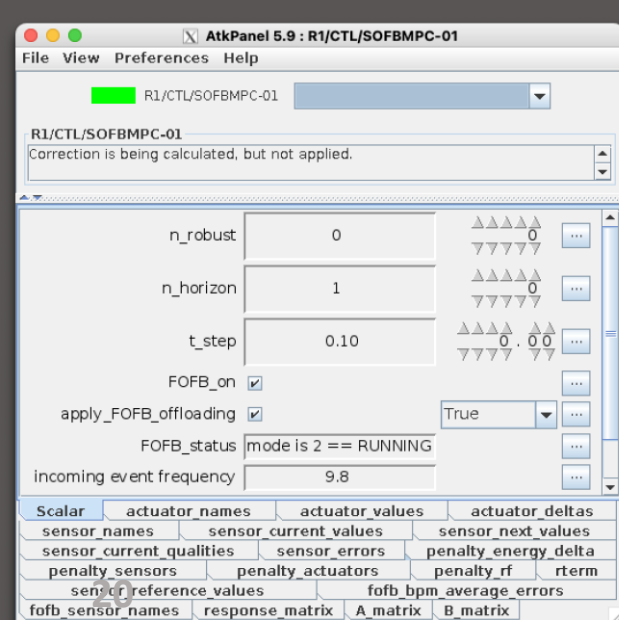 AtkPanel 5.9 : R1/CTL/SOFBMPC-01
File View Preferences Help
R1/CTL/SOFBMPC-01
R1/CTL/SOFBMPC-01
Correction is being calculated, but not applied.
n_robust 0 0 ...
n_horizon 1 0 ...
t_step 0.10 0.00 ...
FOFB_on ...
apply_FOFB_offloading True ...
FOFB_status mode is 2 == RUNNING ...
incoming event frequency 9.8 ...
Scalar actuator_names actuator_values actuator_deltas
sensor_names sensor_current_values sensor_next_values
sensor_current_qualities sensor_errors penalty_energy_delta
penalty_sensors penalty_actuators penalty_rf rterm
sensor_reference_values fofb_bpm_average_errors
20
fofb_sensor_names response_matrix A_matrix B_matrix